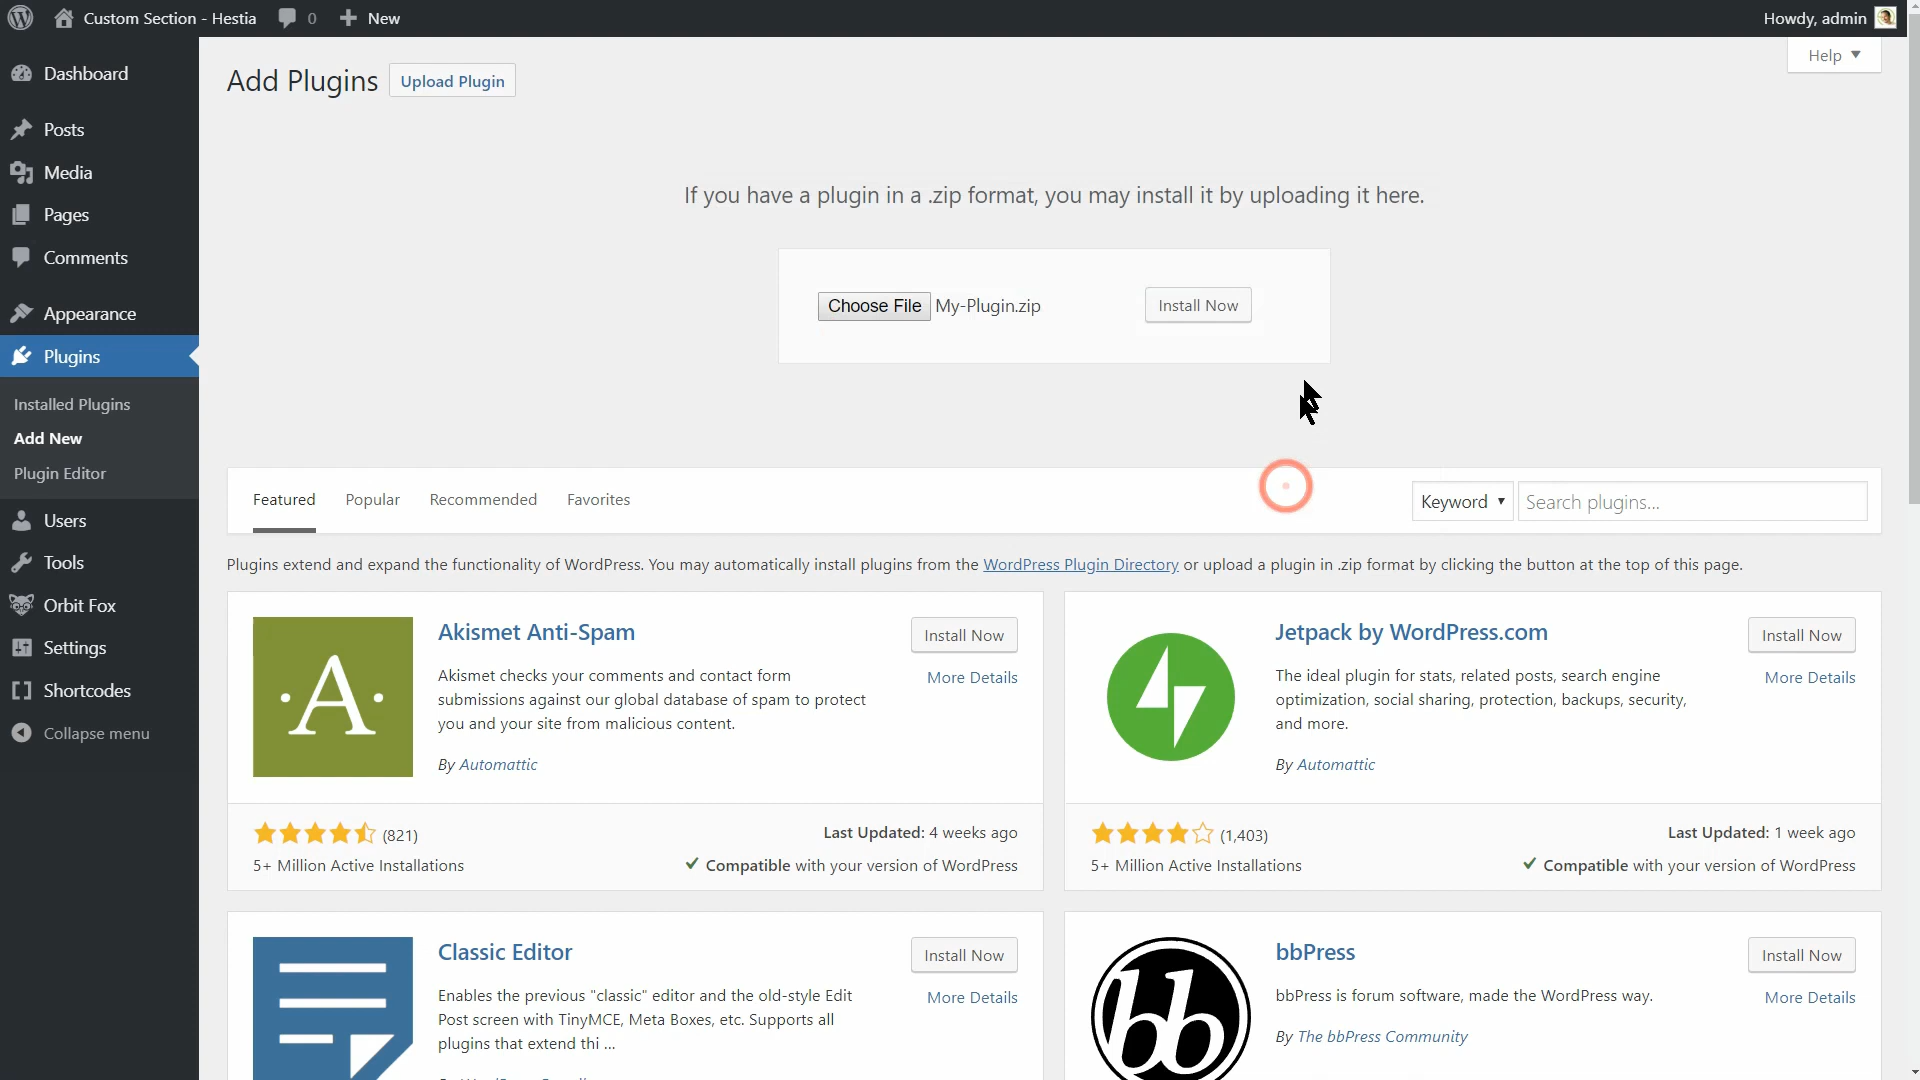 Custom Section - Hestia 0 New Howdy, admin
Help
Dashboard
Posts
Media
Pages
Comments
Appearance
Plugins
Installed Plugins
Add New
Plugin Editor
Users
Tools
Orbit Fox
Settings
Shortcodes
Collapse menu
Add Plugins Upload Plugin
If you have a plugin in a .zip format, you may install it by uploading it here.
Choose File My-Plugin.zip Install Now
Featured Popular Recommended Favorites Keyword Search plugins...
Plugins extend and expand the functionality of WordPress. You may automatically install plugins from the WordPress Plugin Directory or upload a plugin in .zip format by clicking the button at the top of this page.
A
Akismet Anti-Spam
Install Now
More Details
Akismet checks your comments and contact form
submissions against our global database of spam to protect
you and your site from malicious content.
By Automattic
(821)
Last Updated: 4 weeks ago
5+ Million Active Installations
Compatible with your version of WordPress
Jetpack by WordPress.com
Install Now
More Details
The ideal plugin for stats, related posts, search engine
optimization, social sharing, protection, backups, security,
and more.
By Automattic
(1,403)
Last Updated: 1 week ago
5+ Million Active Installations
Compatible with your version of WordPress
Classic Editor
Install Now
More Details
Enables the previous "classic" editor and the old-style Edit
Post screen with TinyMCE, Meta Boxes, etc. Supports all
plugins that extend thi ...
bb
bbPress
Install Now
More Details
bbPress is forum software, made the WordPress way.
By The bbPress Community